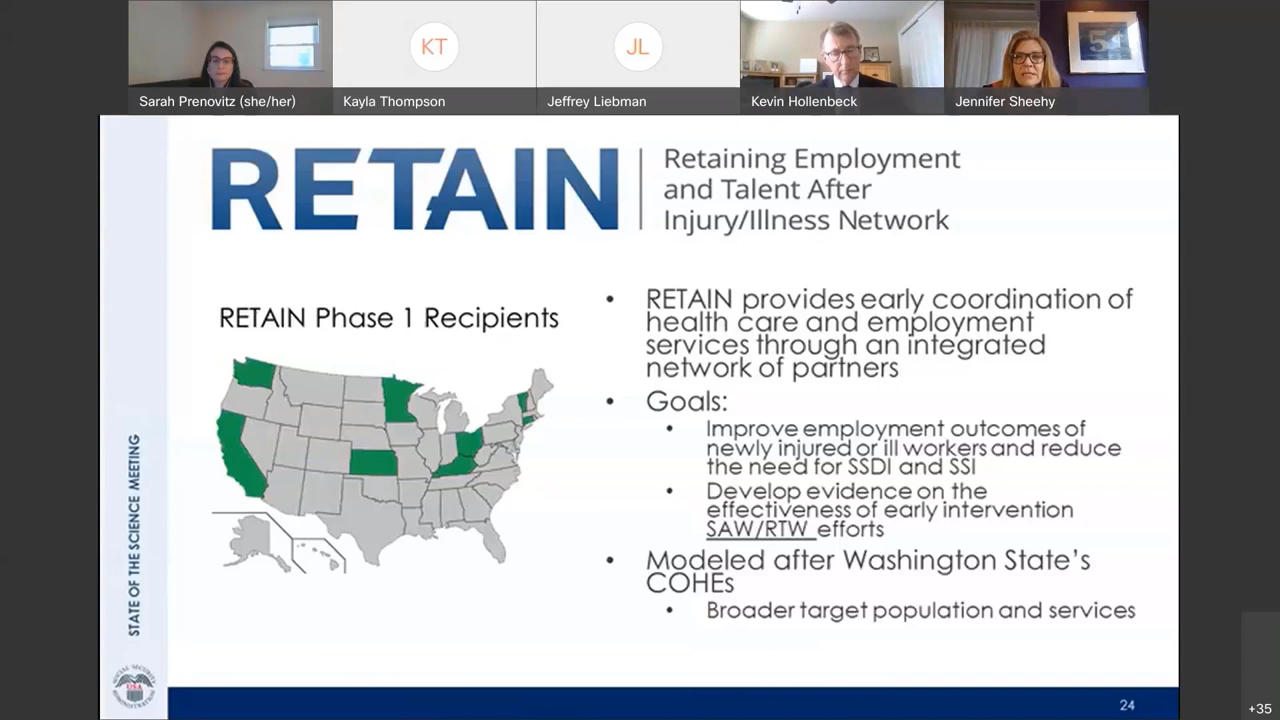 KT
JL
Sarah Prenovitz (she/her)
Kayla Thompson
Jeffrey Liebman
Kevin Hollenbeck
Jennifer Sheehy
RETAIN
Retaining Employment
and Talent After
Injury/Illness Network
RETAIN Phase 1 Recipients
• RETAIN provides early coordination of
health care and employment
services through an integrated
network of partners
• Goals:
• Improve employment outcomes of
newly injured or ill workers and reduce
the need for SSDI and SSI
• Develop evidence on the
effectiveness of early intervention
SAW/RTW efforts
• Modeled after Washington State's
COHEs
• Broader target population and services
STATE OF THE SCIENCE MEETING
SOCIAL SECURITY
USA
ADMINISTRATION
24
+35